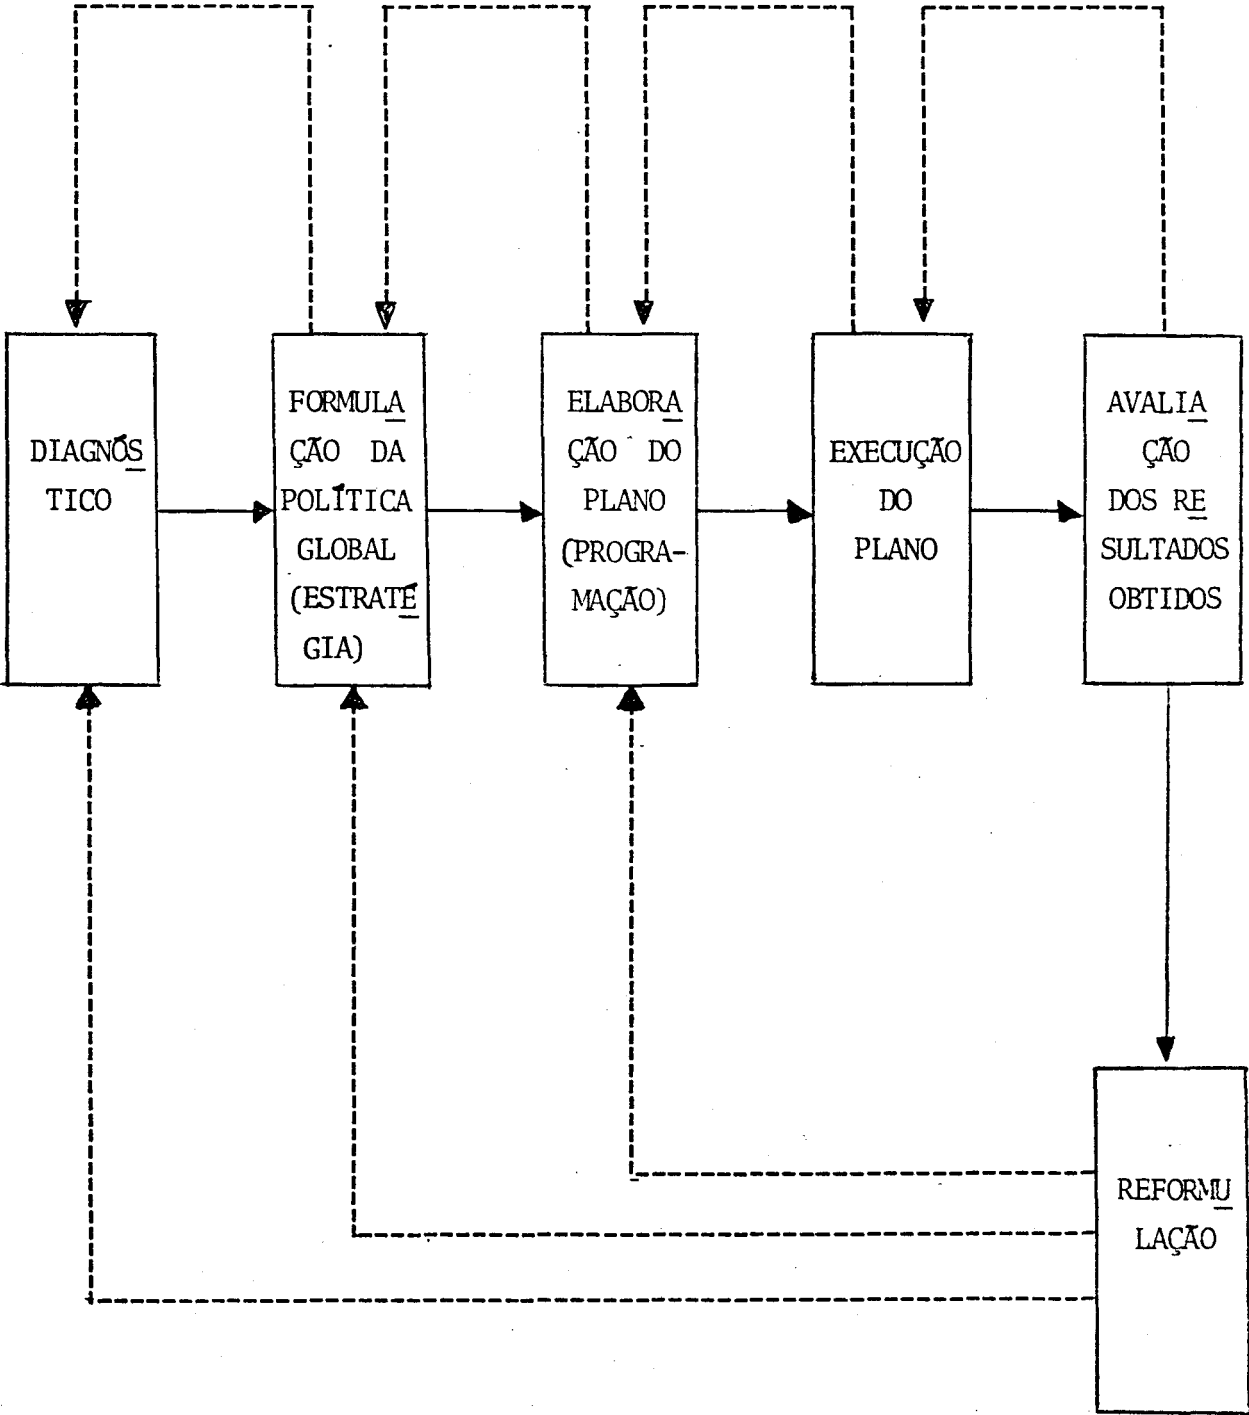 DIAGNÓS
TICO
FORMULA
ÇÃO DA
POLÍTICA
GLOBAL
(ESTRATÉ
GIA)
ELABORA
ÇÃO DO
PLANO
(PROGRA-
MAÇÃO)
EXECUÇÃO
DO
PLANO
AVALIA
ÇÃO
DOS RE
SULTADOS
OBTIDOS
REFORMU
LAÇÃO